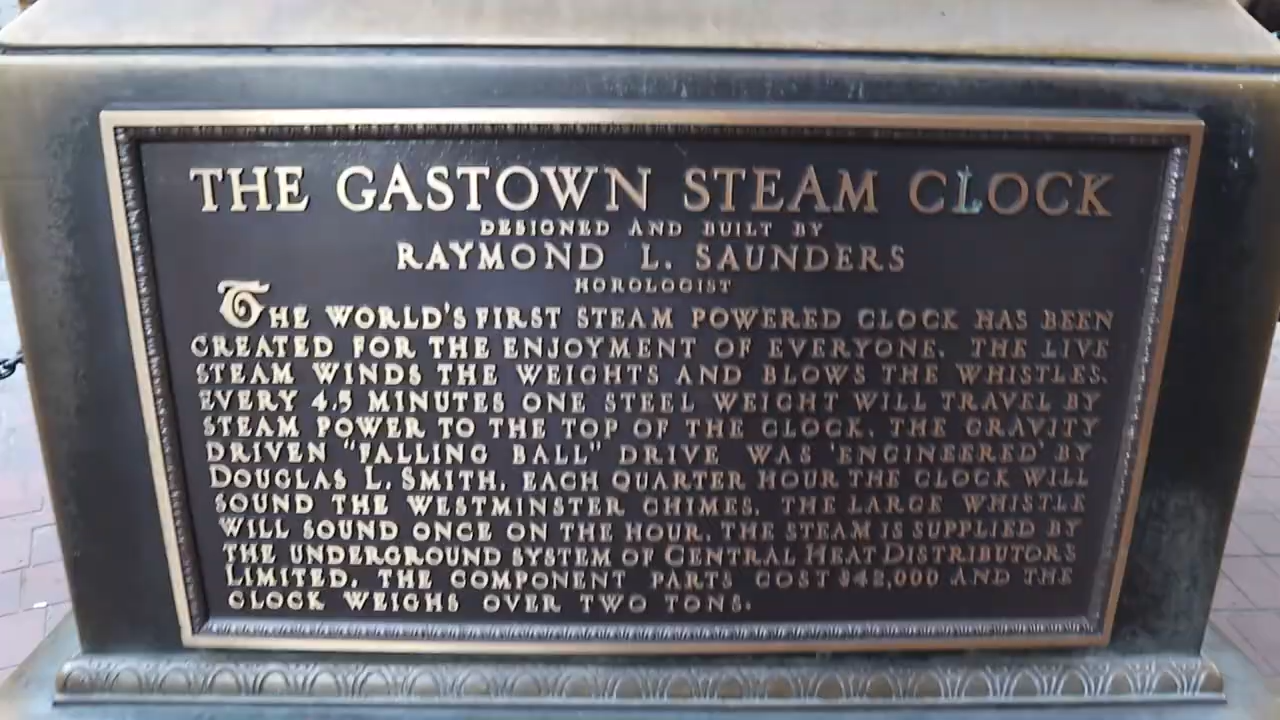 THE GASTOWN STEAM CLOCK
DESIGNED AND BUILT BY
RAYMOND L. SAUNDERS
HOROLOGIST
THE WORLD'S FIRST STEAM POWERED CLOCK HAS BEEN
CREATED FOR THE ENJOYMENT OF EVERYONE. THE LIVE
STEAM WINDS THE WEIGHTS AND BLOWS THE WHISTLES.
EVERY 4.5 MINUTES ONE STEEL WEIGHT WILL TRAVEL BY
STEAM POWER TO THE TOP OF THE CLOCK. THE GRAVITY
DRIVEN "FALLING BALL" DRIVE WAS 'ENGINEERED' BY
DOUGLAS L. SMITH. EACH QUARTER HOUR THE CLOCK WILL
SOUND THE WESTMINSTER CHIMES. THE LARGE WHISTLE
WILL SOUND ONCE ON THE HOUR. THE STEAM IS SUPPLIED BY
THE UNDERGROUND SYSTEM OF CENTRAL HEAT DISTRIBUTORS
LIMITED. THE COMPONENT PARTS COST $42,000 AND THE
CLOCK WEIGHS OVER TWO TONS.